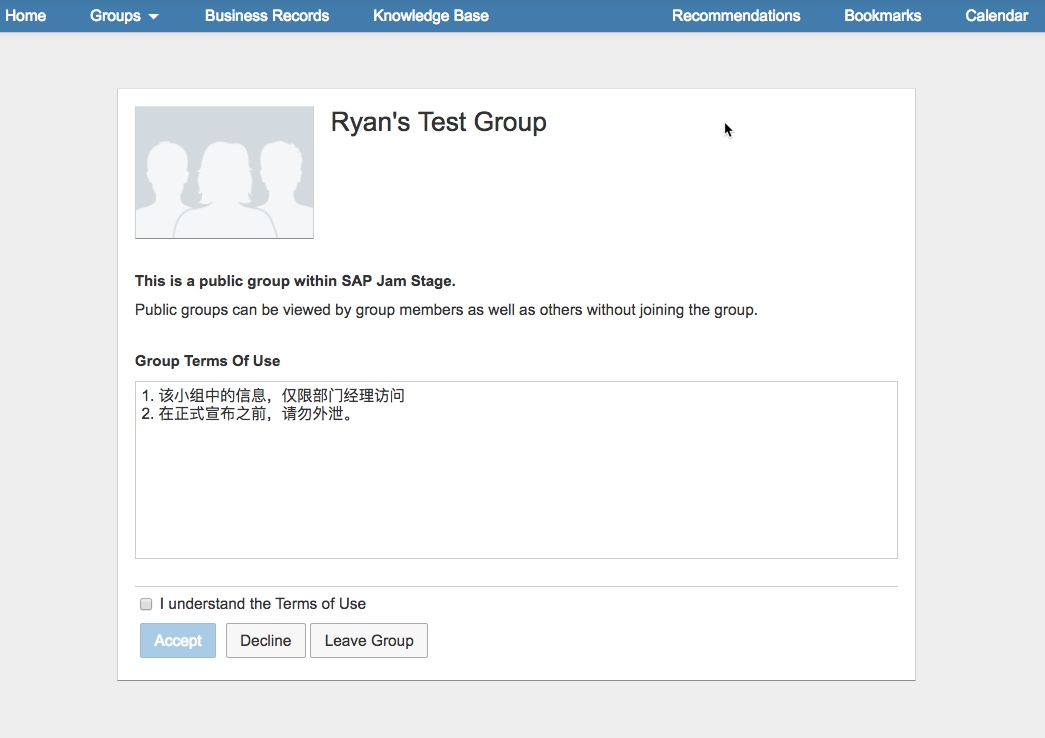 Home Groups Business Records Knowledge Base Recommendations Bookmarks Calendar
Ryan's Test Group
This is a public group within SAP Jam Stage.
Public groups can be viewed by group members as well as others without joining the group.
Group Terms Of Use
1. 该小组中的信息，仅限部门经理访问
2. 在正式宣布之前，请勿外泄。
I understand the Terms of Use
Accept Decline Leave Group